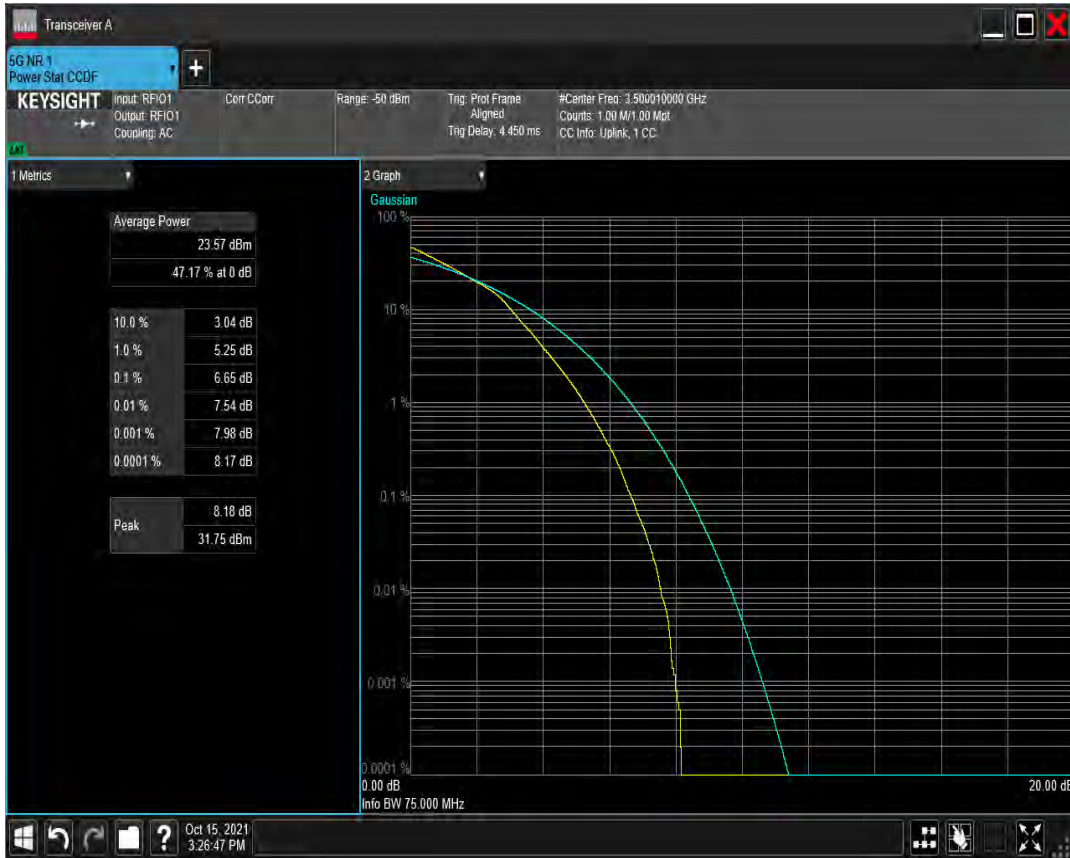 Transceiver A
5G NR 1
Power Stat CCDF
+
KEYSIGHT
Input: RFIO1
Output: RFIO1
Coupling: AC
Corr CCorr
Range: -50 dBm
Trig: Prot Frame
Aligned
Trig Delay: 4.450 ms
#Center Freq: 3.500010000 GHz
Counts: 1.00 M/1.00 Mpt
CC Info: Uplink, 1 CC
1 Metrics
Average Power
23.57 dBm
47.17 % at 0 dB
10.0 % 3.04 dB
1.0 % 5.25 dB
0.1 % 6.65 dB
0.01 % 7.54 dB
0.001 % 7.98 dB
0.0001 % 8.17 dB
Peak
8.18 dB
31.75 dBm
2 Graph
Gaussian
100 %
10 %
1 %
0.1 %
0.01 %
0.001 %
0.0001 %
0.00 dB
20.00 dB
Info BW 75.000 MHz
?
Oct 15, 2021
3:26:47 PM